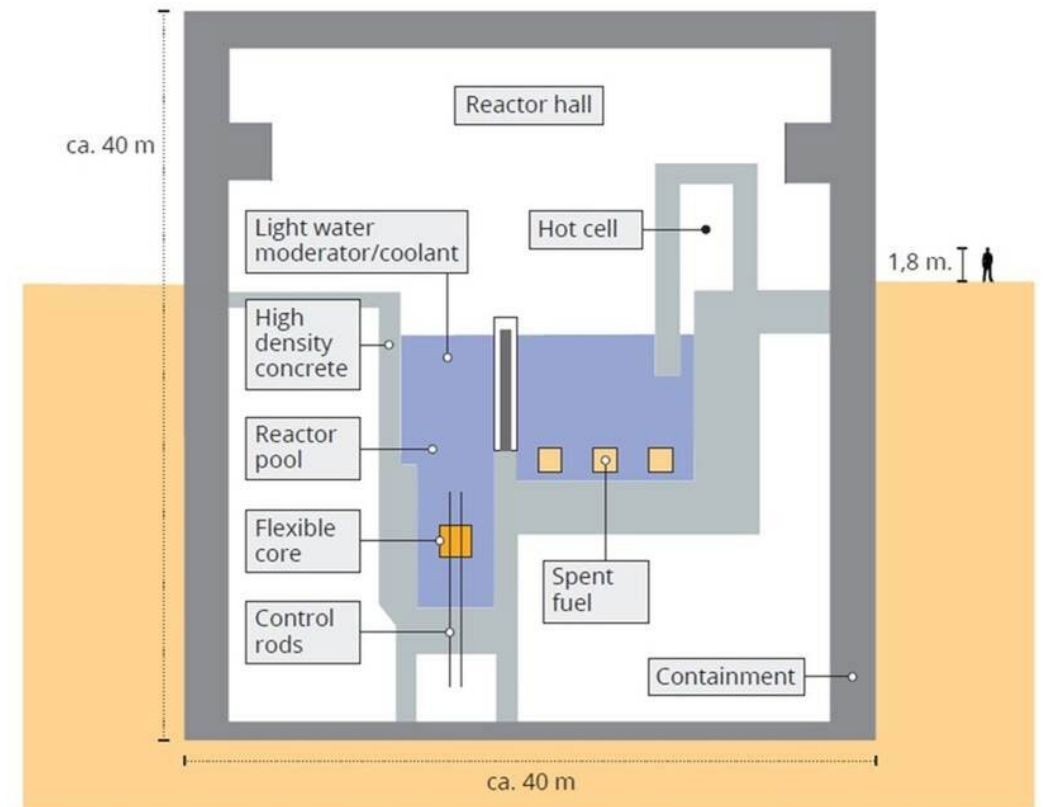 Reactor hall
ca. 40 m
Light water
moderator/coolant
Hot cell
1,8 m.
High
density
concrete
Reactor
pool
Flexible
core
Spent
fuel
Control
rods
Containment
ca. 40 m